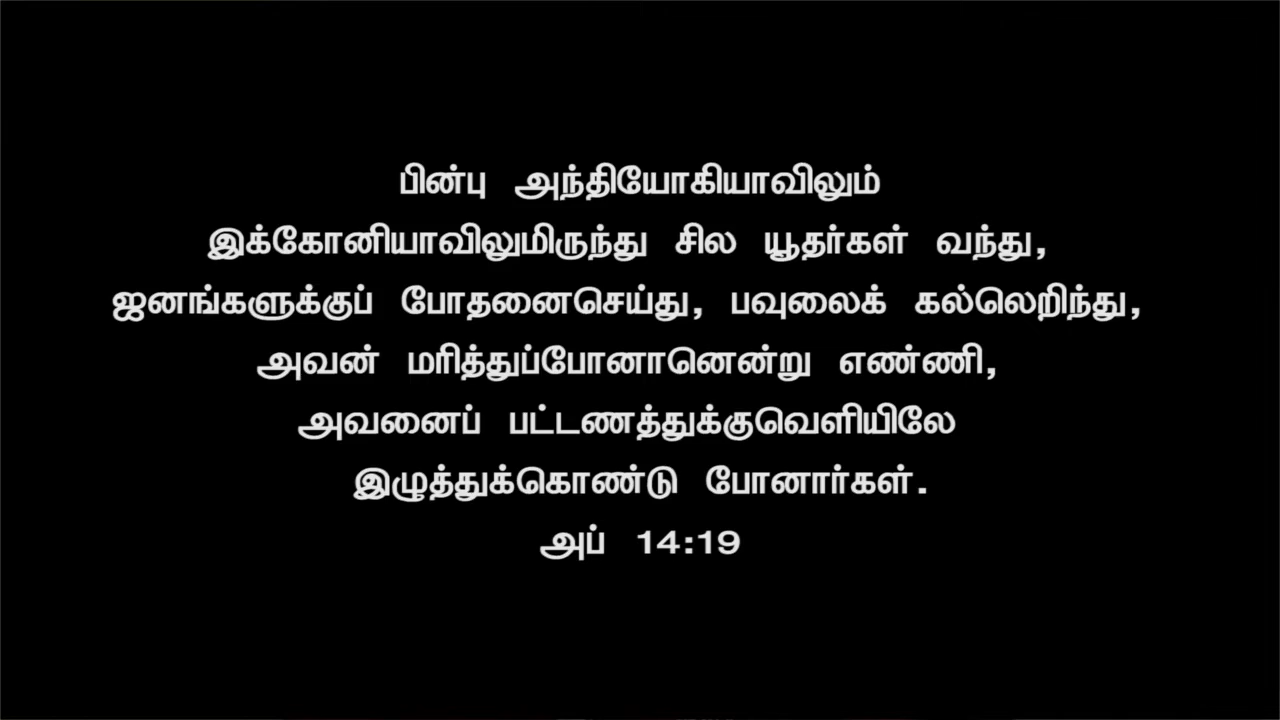 பின்பு அந்தியோகியாவிலும்
இக்கோனியாவிலுமிருந்து சில யூதர்கள் வந்து,
ஜனங்களுக்குப் போதனைசெய்து, பவுலைக் கல்லெறிந்து,
அவன் மரித்துப்போனானென்று எண்ணி,
அவனைப் பட்டணத்துக்குவெளியிலே
இழுத்துக்கொண்டு போனார்கள்.
அப் 14:19